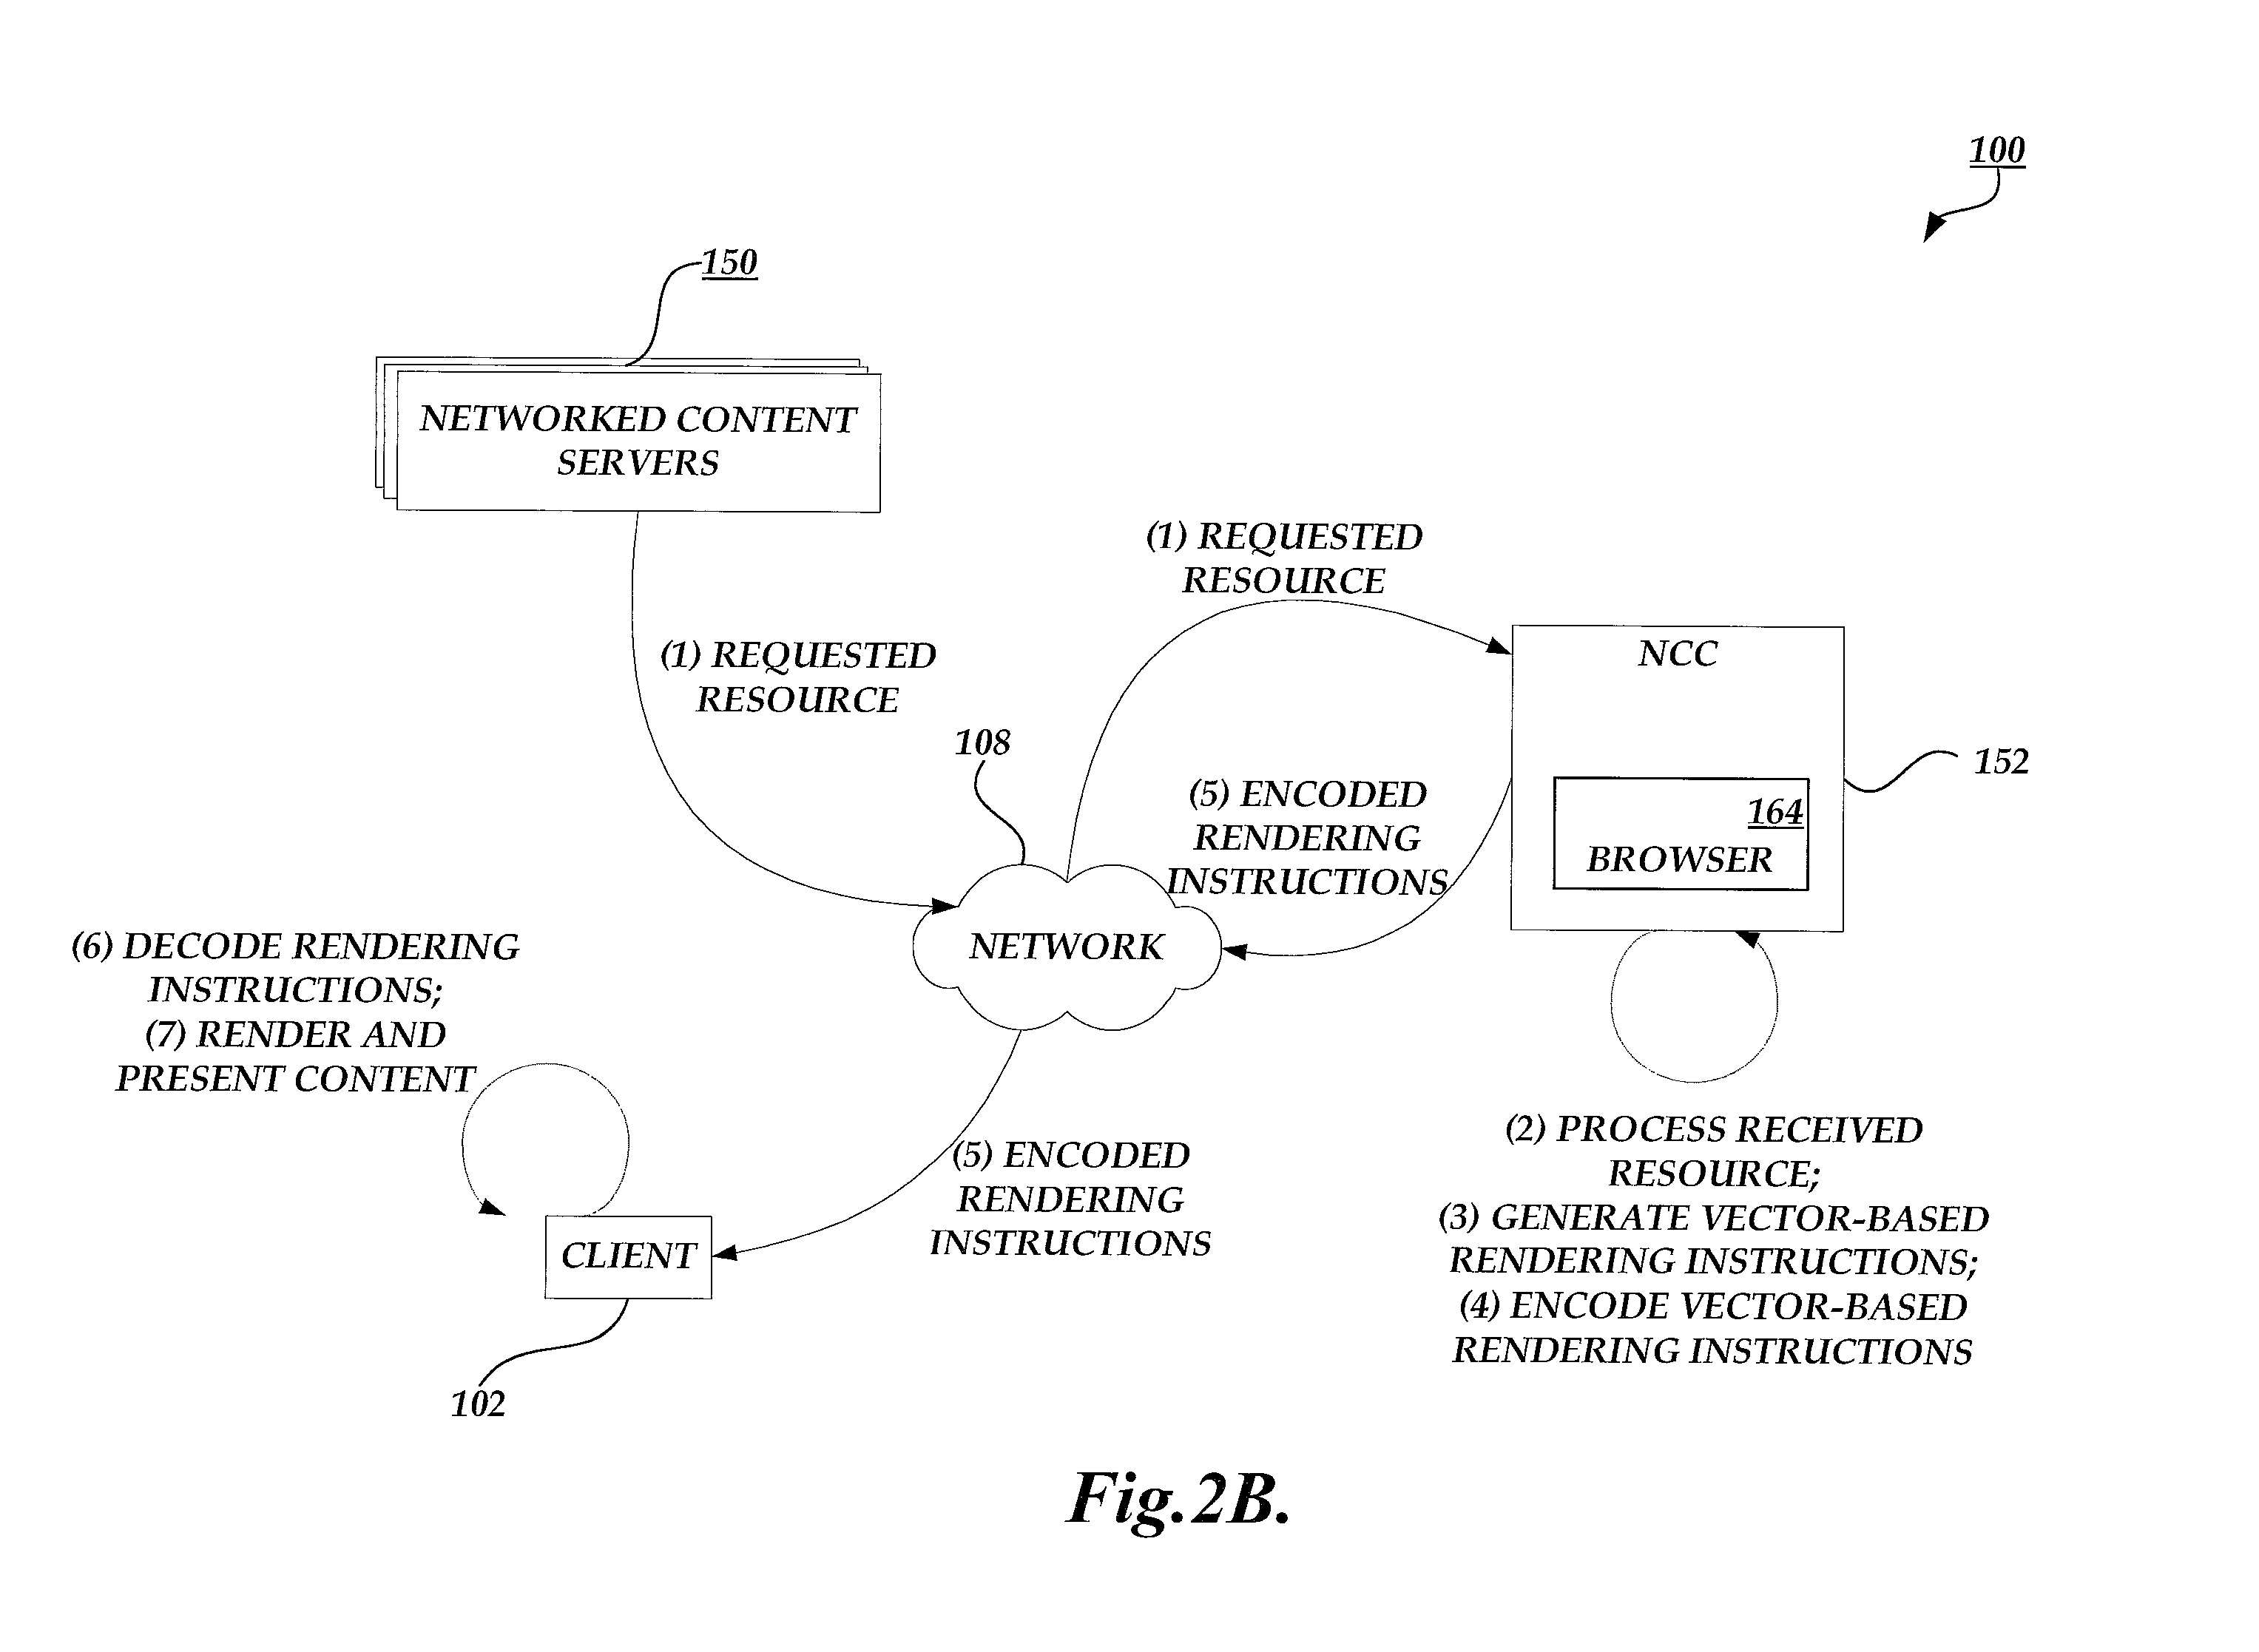 100
150
NETWORKED CONTENT
SERVERS
(1) REQUESTED
RESOURCE
(1) REQUESTED
RESOURCE
NCC
108
152
(5) ENCODED
RENDERING
INSTRUCTIONS
164
BROWSER
NETWORK
(6) DECODE RENDERING
INSTRUCTIONS;
(7) RENDER AND
PRESENT CONTENT
(5) ENCODED
RENDERING
INSTRUCTIONS
(2) PROCESS RECEIVED
RESOURCE;
(3) GENERATE VECTOR-BASED
RENDERING INSTRUCTIONS;
(4) ENCODE VECTOR-BASED
RENDERING INSTRUCTIONS
CLIENT
102
Fig.2B.